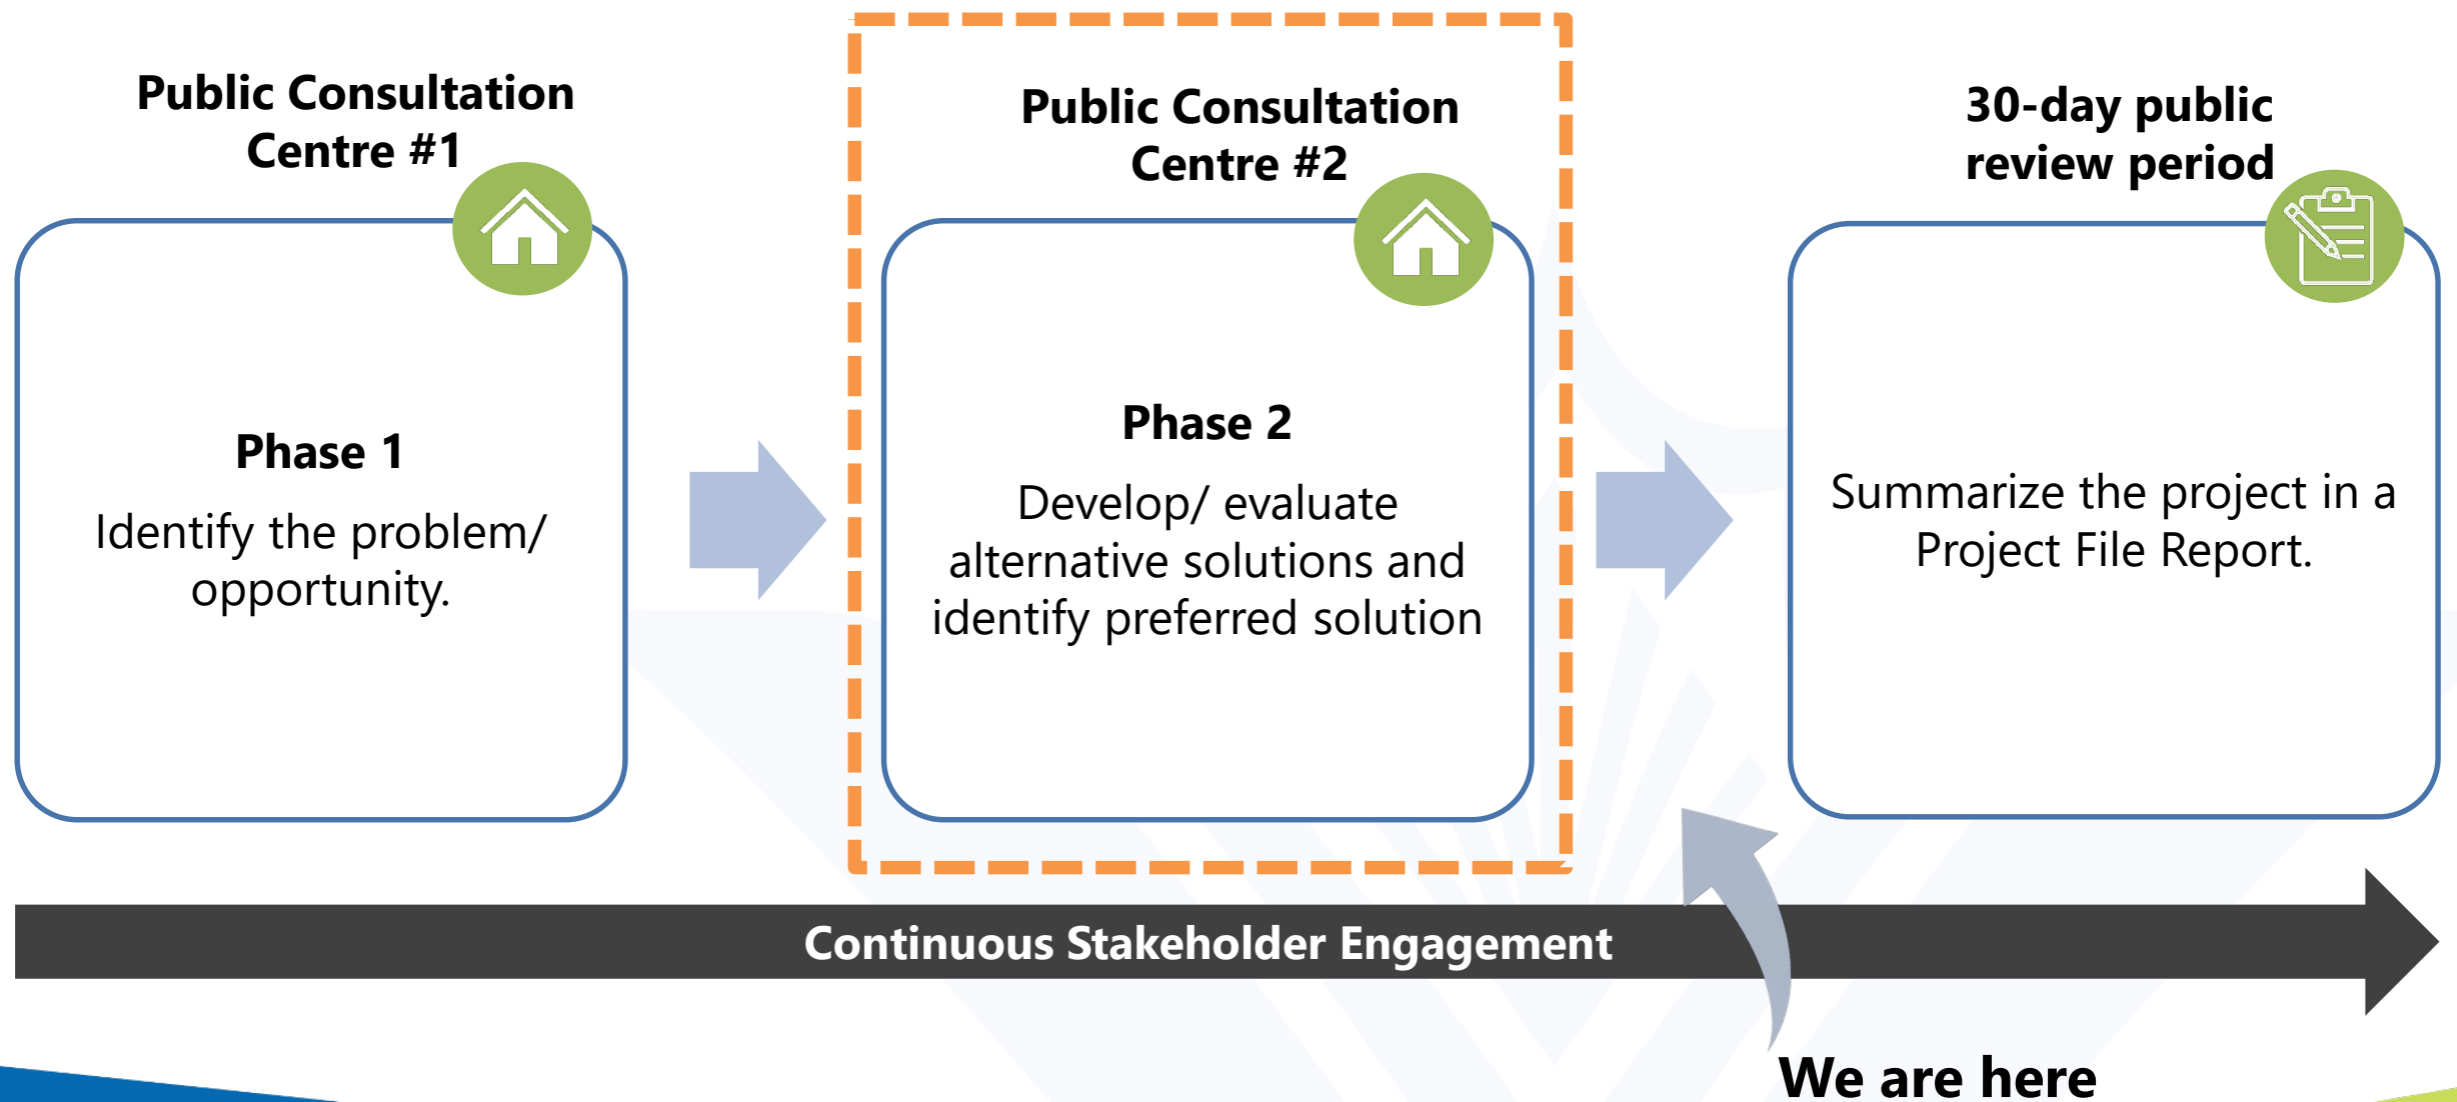 Public Consultation
Centre #1
Public Consultation
Centre #2
30-day public
review period
Phase 1
Identify the problem/
opportunity.
Phase 2
Develop/ evaluate
alternative solutions and
identify preferred solution
Summarize the project in a
Project File Report.
Continuous Stakeholder Engagement
We are here